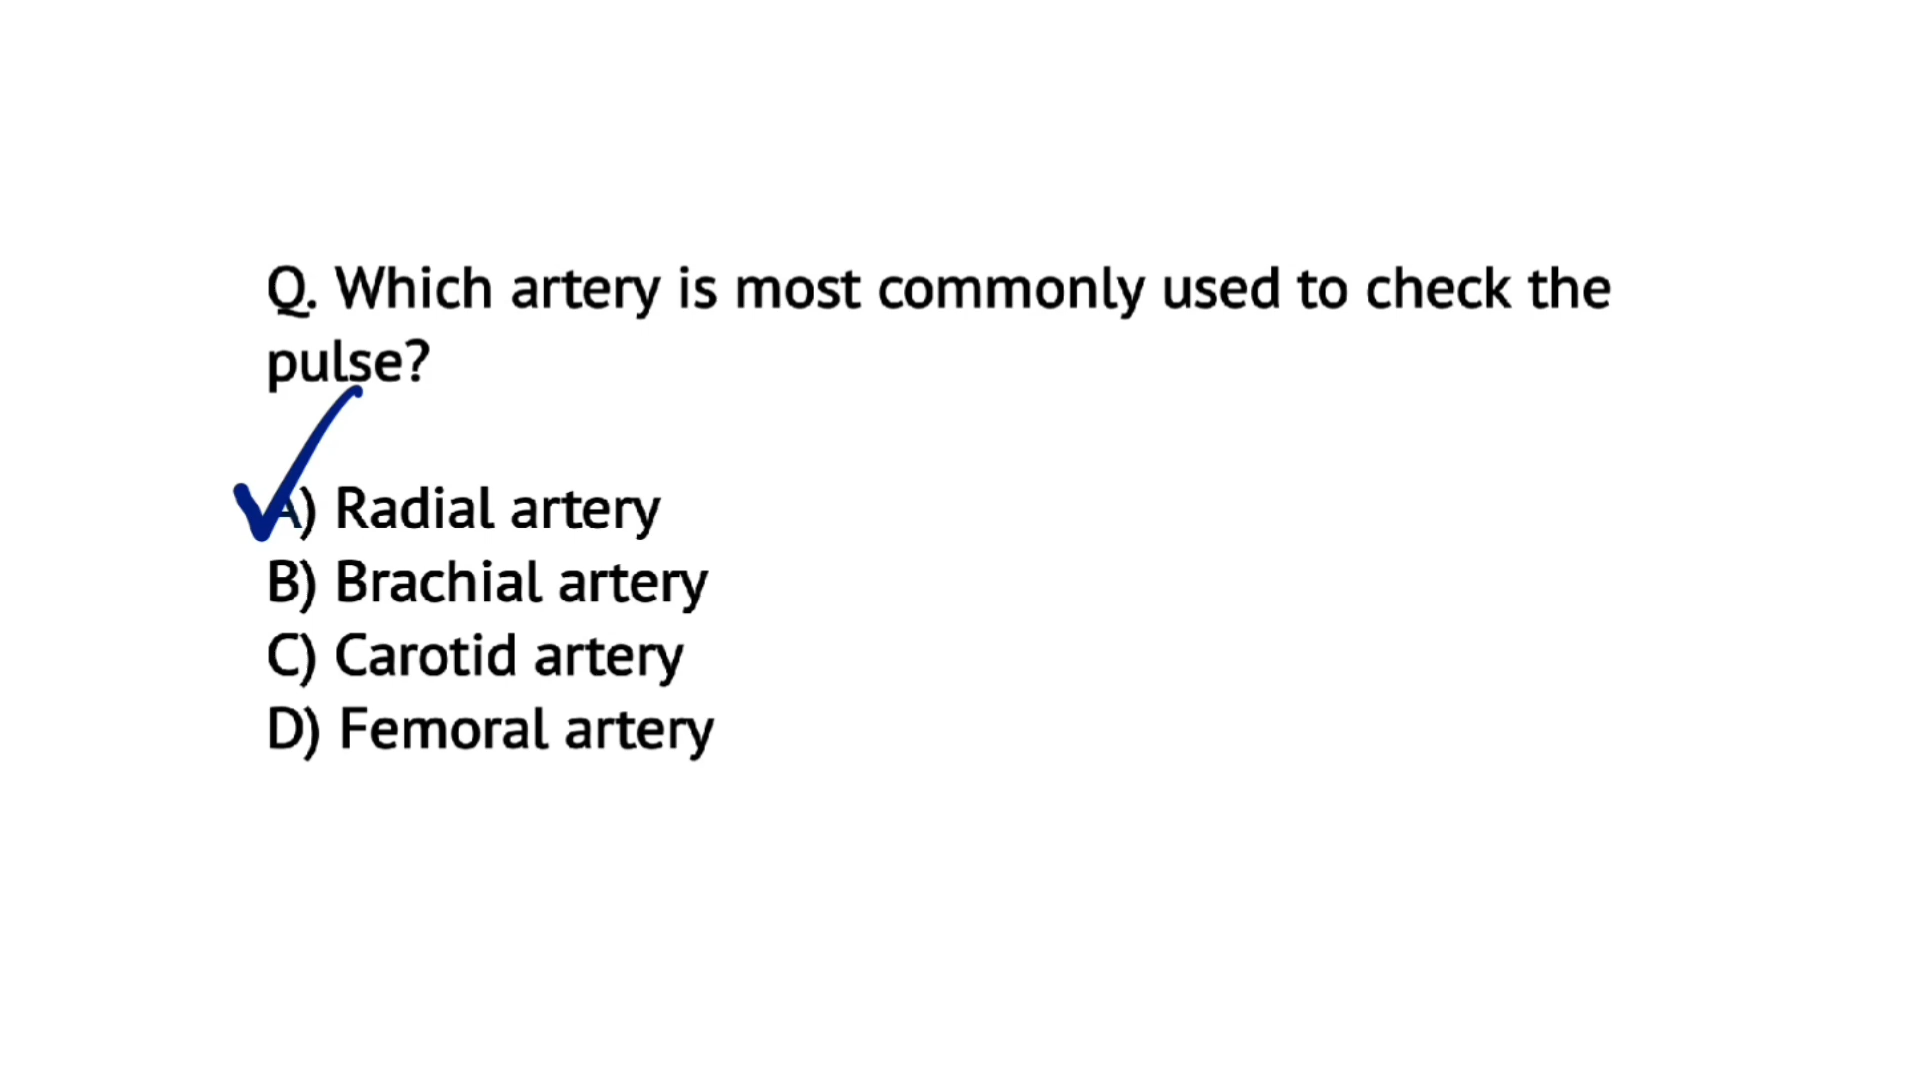 Q. Which artery is most commonly used to check the
pulse?
A) Radial artery
B) Brachial artery
C) Carotid artery
D) Femoral artery